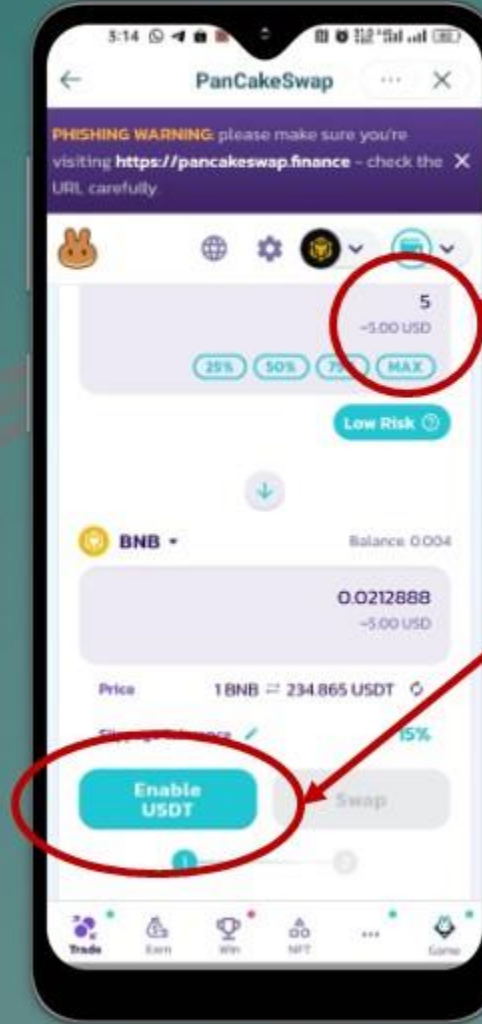 3:14
PanCakeSwap
PHISHING WARNING: please make sure you're
visiting https://pancakeswap.finance - check the
URL carefully.
5
~5.00 USD
25% 50% MAX
Low Risk
BNB
Balance: 0.004
0.0212888
~5.00 USD
Price 1 BNB ⇌ 234.865 USDT
15%
Enable
USDT
Swap
1
2
Trade Earn Win NFT ... Game